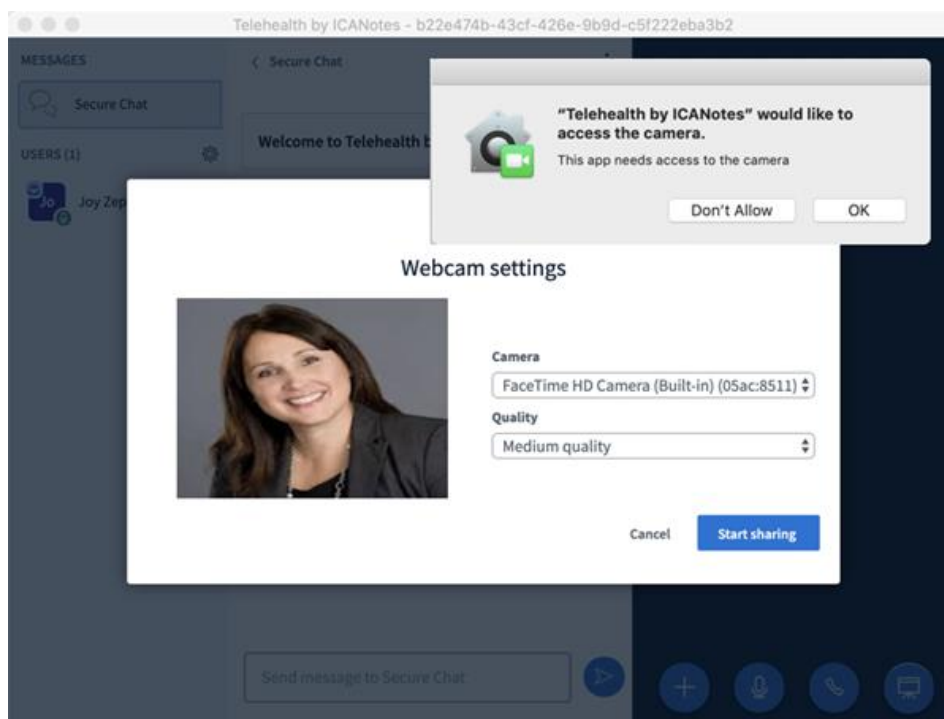 Telehealth by ICANotes - b22e474b-43cf-426e-9b9d-c5f222eba3b2
MESSAGES
Secure Chat
USERS (1)
Jo
Joy Zep
< Secure Chat
Welcome to Telehealth
"Telehealth by ICANotes" would like to
access the camera.
This app needs access to the camera
Don't Allow
OK
Webcam settings
Camera
FaceTime HD Camera (Built-in) (05ac:8511)
Quality
Medium quality
Cancel
Start sharing
Send message to Secure Chat